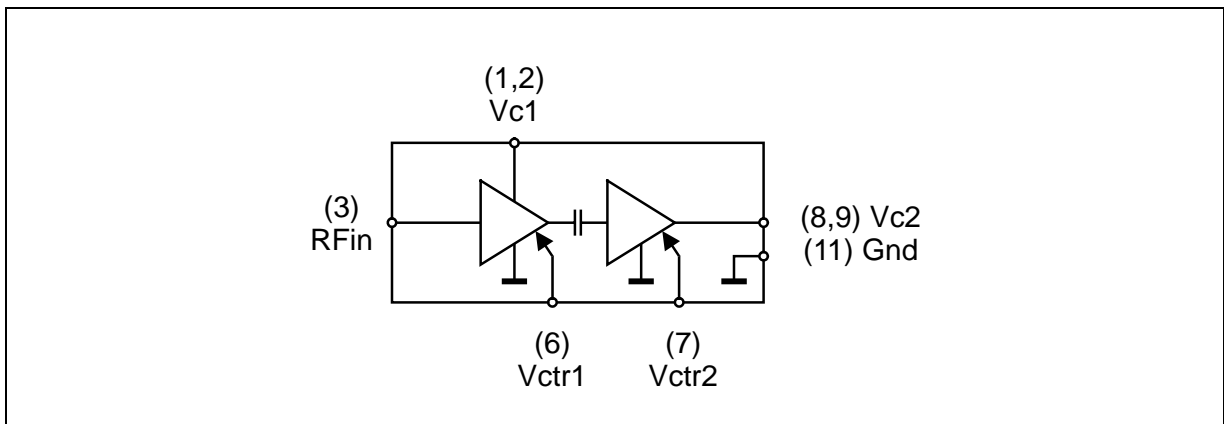 (1,2)
Vc1
(3)
RFin
(8,9) Vc2
(11) Gnd
(6)
Vctr1
(7)
Vctr2